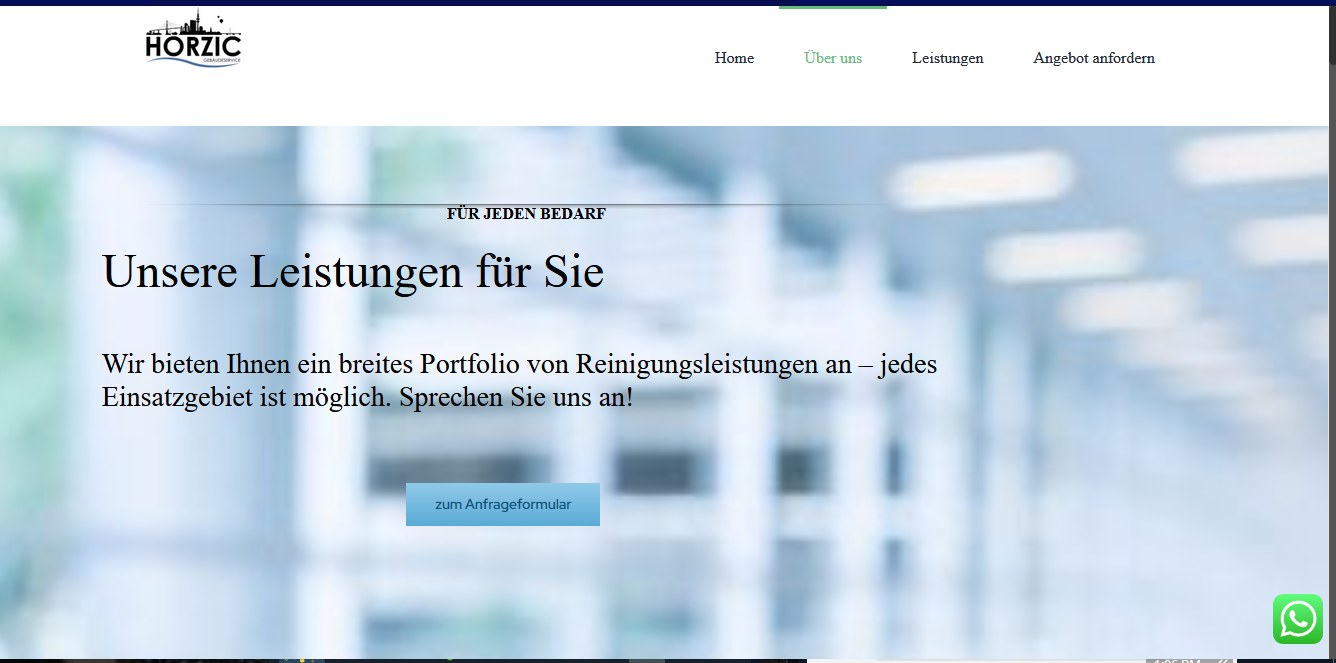 HORZIC
GEBÄUDESERVICE
Home
Über uns
Leistungen
Angebot anfordern
FÜR JEDEN BEDARF
Unsere Leistungen für Sie
Wir bieten Ihnen ein breites Portfolio von Reinigungsleistungen an – jedes
Einsatzgebiet ist möglich. Sprechen Sie uns an!
zum Anfrageformular